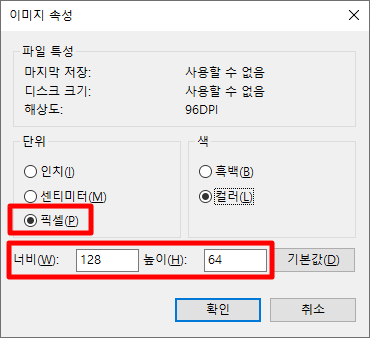 이미지 속성
파일 특성
마지막 저장: 사용할 수 없음
디스크 크기: 사용할 수 없음
해상도: 96DPI
단위
인치(I)
센티미터(M)
픽셀(P)
색
흑백(B)
컬러(L)
너비(W): 128 높이(H): 64 기본값(D)
확인 취소